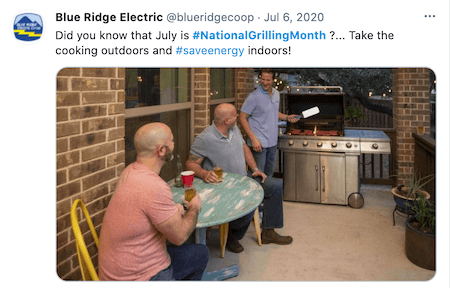 Blue Ridge Electric @blueridgecoop · Jul 6, 2020
Did you know that July is #NationalGrillingMonth ?... Take the
cooking outdoors and #saveenergy indoors!